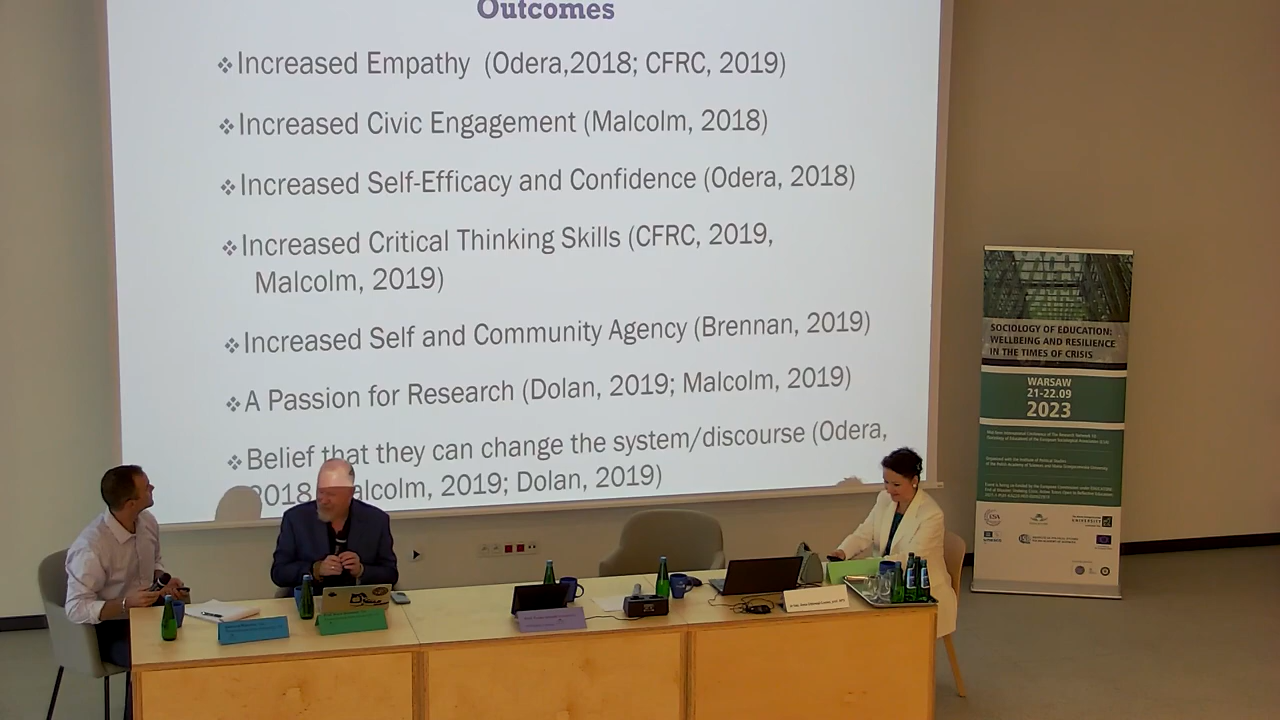 Outcomes
❖Increased Empathy (Odera,2018; CFRC, 2019)
❖Increased Civic Engagement (Malcolm, 2018)
❖Increased Self-Efficacy and Confidence (Odera, 2018)
❖Increased Critical Thinking Skills (CFRC, 2019,
Malcolm, 2019)
❖Increased Self and Community Agency (Brennan, 2019)
❖A Passion for Research (Dolan, 2019; Malcolm, 2019)
❖Belief that they can change the system/discourse (Odera,
2018 Malcolm, 2019; Dolan, 2019)
SOCIOLOGY OF EDUCATION:
WELLBEING AND RESILIENCE
IN THE TIMES OF CRISIS
WARSAW
21-22.09
2023
UNIVERSITY